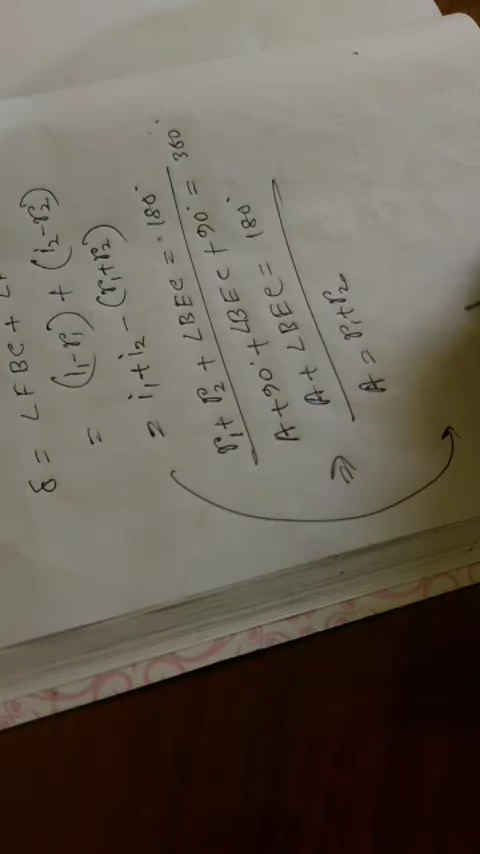 δ = ∠FBC + ∠
= (i₁-r₁) + (i₂-r₂)
= i₁+i₂ - (r₁+r₂)
r₁ + r₂ + ∠BEC = 180°
A + 90° + ∠BEC + 90° = 360°
A + ∠BEC = 180°
⇒ A = r₁+r₂